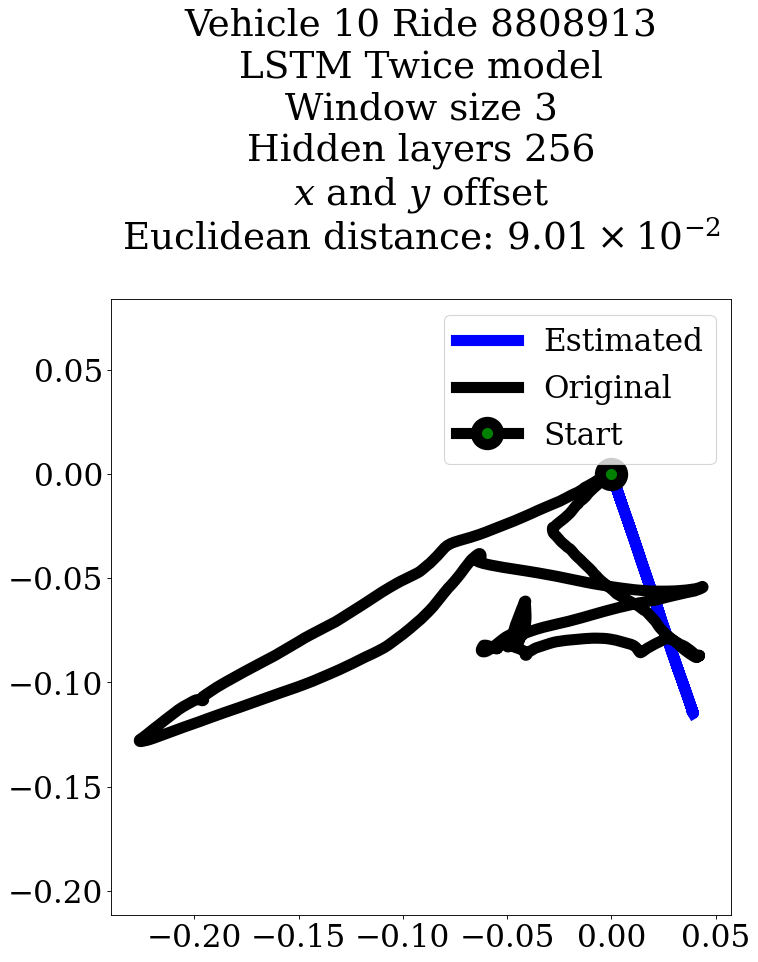 Vehicle 10 Ride 8808913
LSTM Twice model
Window size 3
Hidden layers 256
x and y offset
Euclidean distance: 9.01 × 10⁻²
Estimated
Original
Start
0.05
0.00
−0.05
−0.10
−0.15
−0.20
−0.20 −0.15 −0.10 −0.05 0.00 0.05